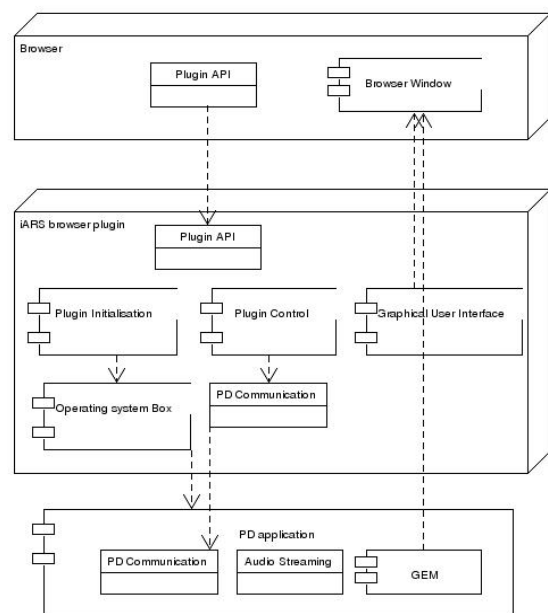 Browser
Plugin API
Browser Window
iARS browser plugin
Plugin API
Plugin Initialisation
Plugin Control
Graphical User Interface
Operating system Box
PD Communication
PD application
PD Communication
Audio Streaming
GEM